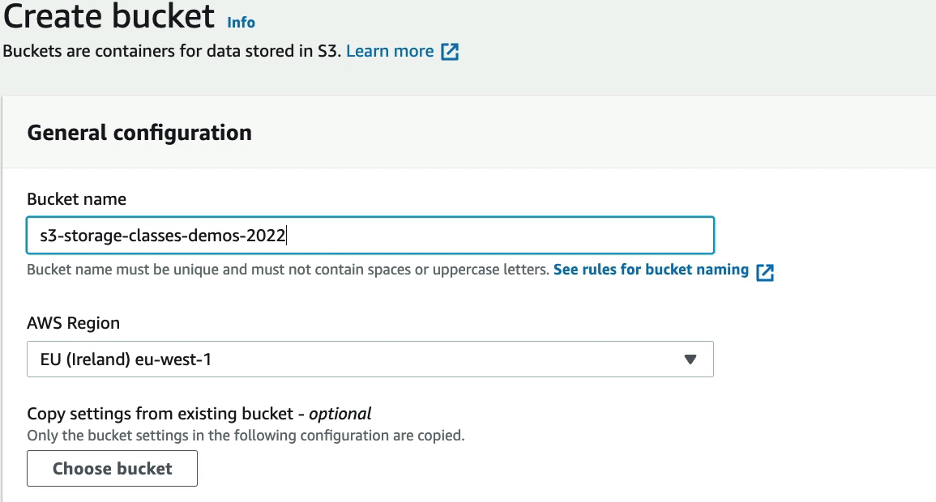 Create bucket Info
Buckets are containers for data stored in S3. Learn more
General configuration
Bucket name
s3-storage-classes-demos-2022
Bucket name must be unique and must not contain spaces or uppercase letters. See rules for bucket naming
AWS Region
EU (Ireland) eu-west-1
Copy settings from existing bucket - optional
Only the bucket settings in the following configuration are copied.
Choose bucket